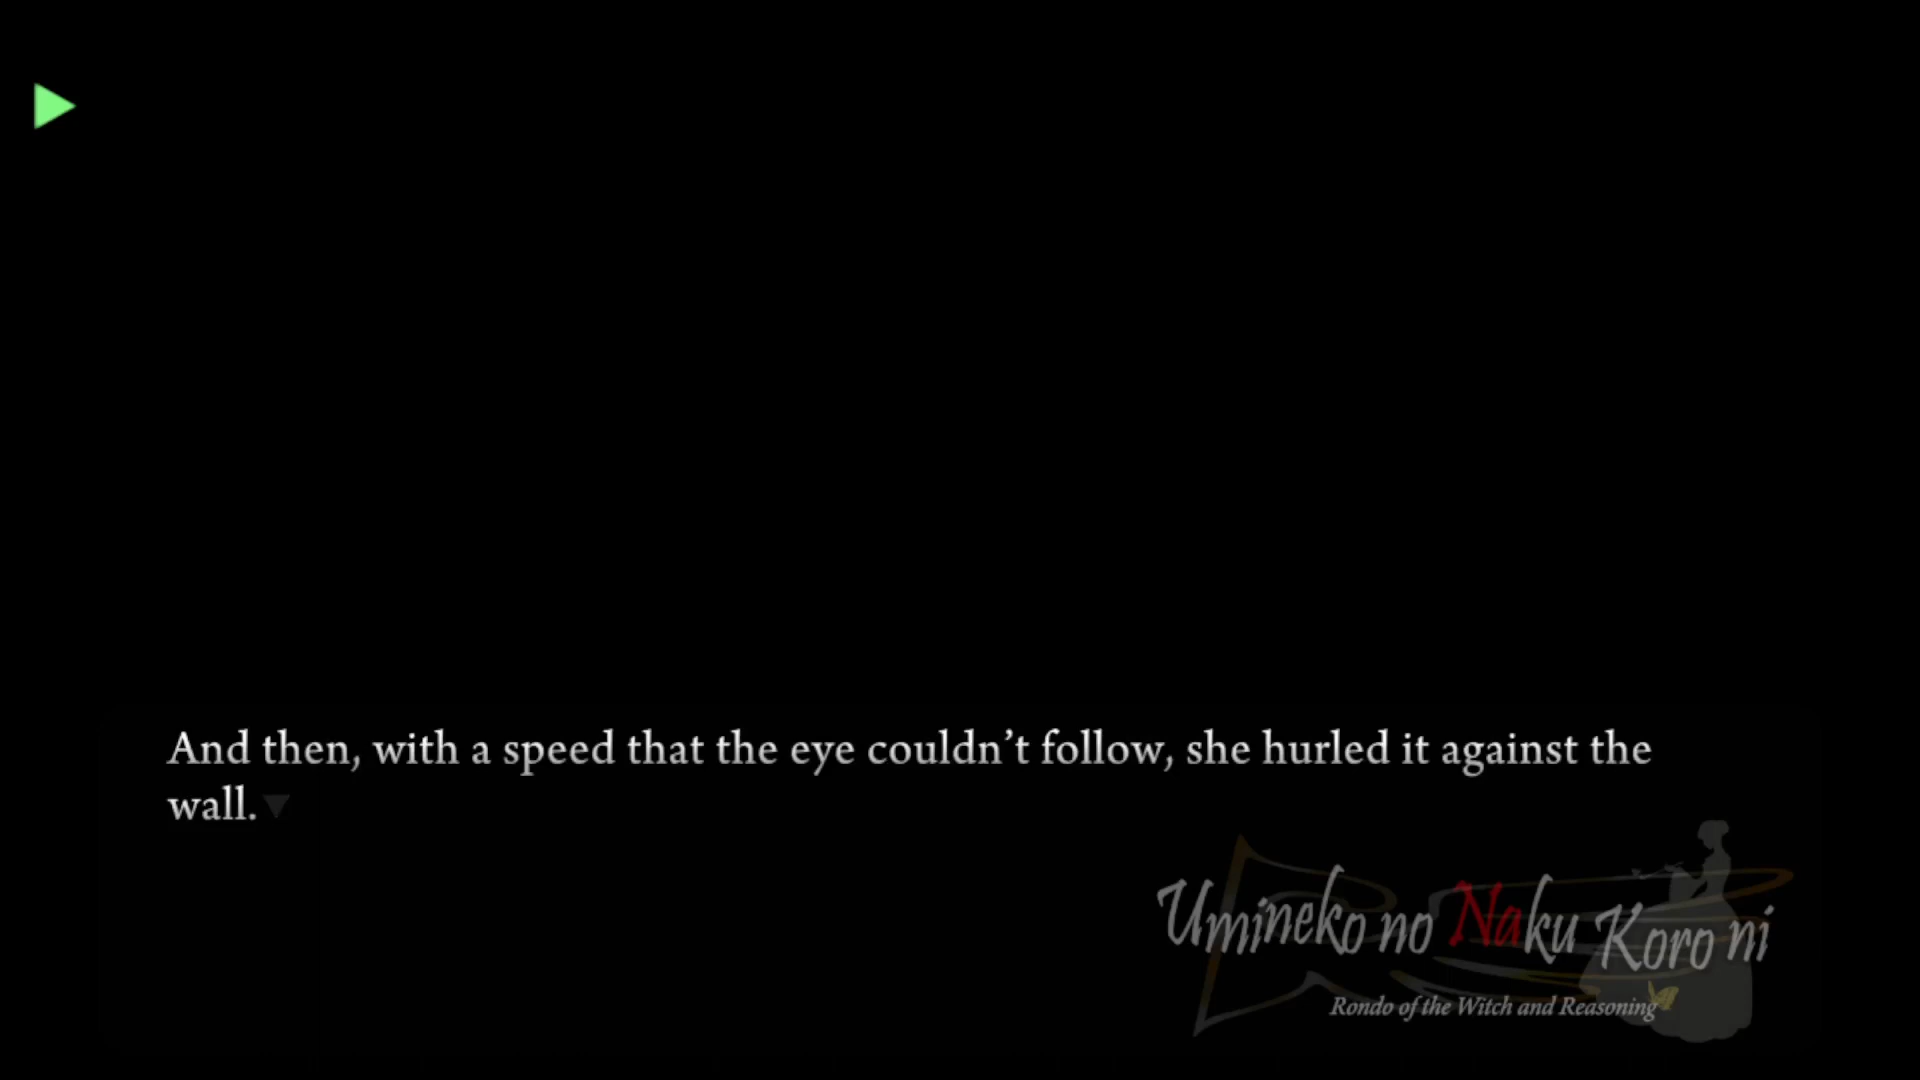 And then, with a speed that the eye couldn’t follow, she hurled it against the
wall.
Umineko no Naku Koro ni
Rondo of the Witch and Reasoning